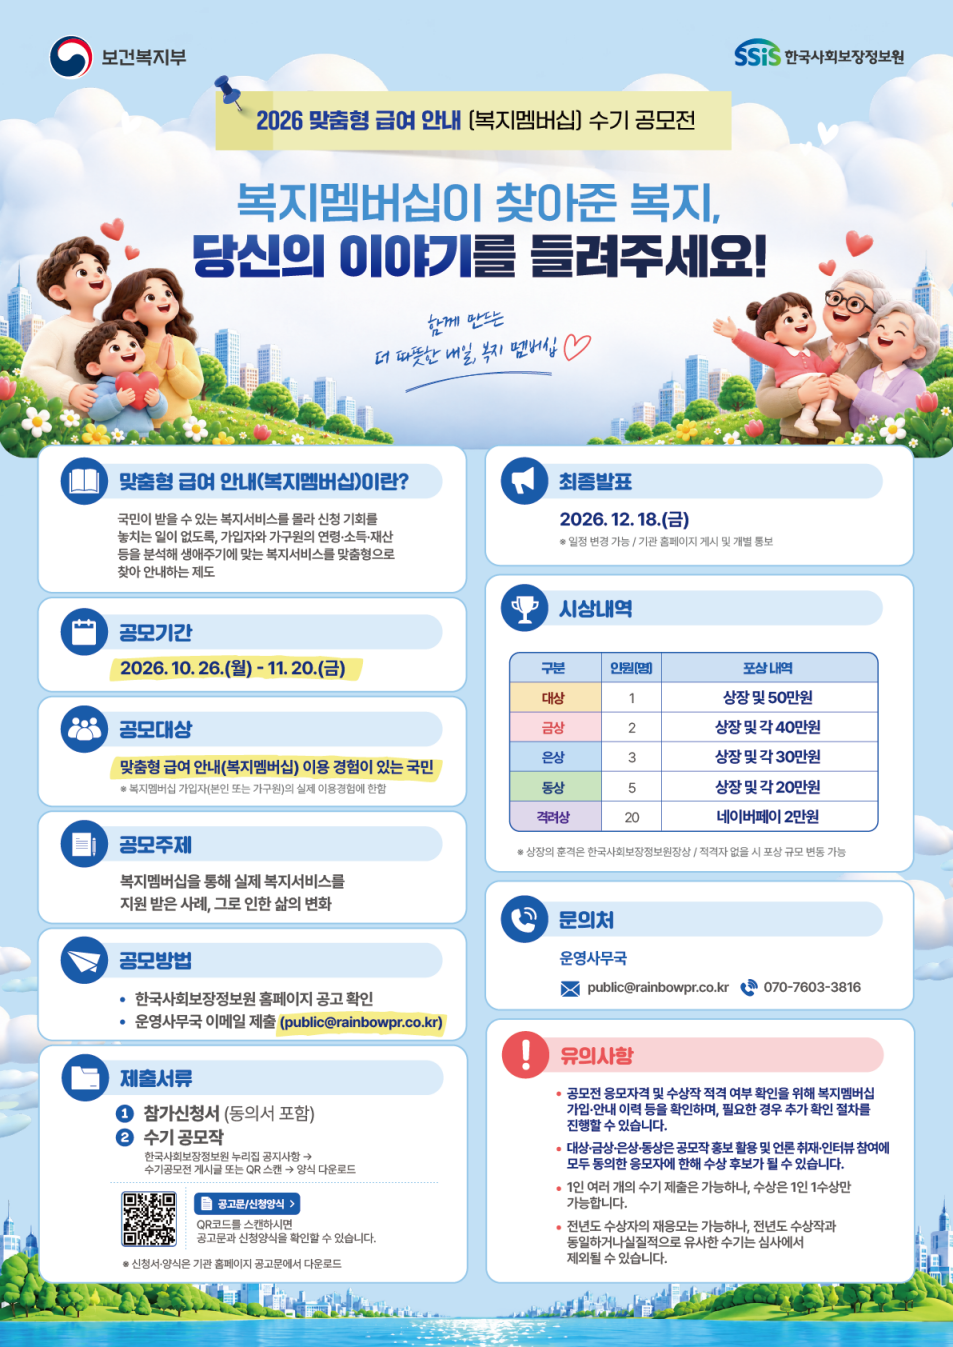 보건복지부
SSiS 한국사회보장정보원
2026 맞춤형 급여 안내 (복지멤버십) 수기 공모전
복지멤버십이 찾아준 복지,
당신의 이야기를 들려주세요!
함께 만드는
더 따뜻한 내일, 복지 멤버십
맞춤형 급여 안내(복지멤버십)이란?
국민이 받을 수 있는 복지서비스를 몰라 신청 기회를
놓치는 일이 없도록, 가입자와 가구원의 연령·소득·재산
등을 분석해 생애주기에 맞는 복지서비스를 맞춤형으로
찾아 안내하는 제도
공모기간
2026. 10. 26.(월) - 11. 20.(금)
공모대상
맞춤형 급여 안내(복지멤버십) 이용 경험이 있는 국민
※ 복지멤버십 가입자(본인 또는 가구원)의 실제 이용경험에 한함
공모주제
복지멤버십을 통해 실제 복지서비스를
지원 받은 사례, 그로 인한 삶의 변화
공모방법
• 한국사회보장정보원 홈페이지 공고 확인
• 운영사무국 이메일 제출 (public@rainbowpr.co.kr)
제출서류
1 참가신청서 (동의서 포함)
2 수기 공모작
한국사회보장정보원 누리집 공지사항 →
수기공모전 게시글 또는 QR 스캔 → 양식 다운로드
공고문/신청양식 >
QR코드를 스캔하시면
공고문과 신청양식을 확인할 수 있습니다.
※ 신청서·양식은 기관 홈페이지 공고문에서 다운로드
최종발표
2026. 12. 18.(금)
※ 일정 변경 가능 / 기관 홈페이지 게시 및 개별 통보
시상내역
구분 인원(명) 포상 내역
대상 1 상장 및 50만원
금상 2 상장 및 각 40만원
은상 3 상장 및 각 30만원
동상 5 상장 및 각 20만원
격려상 20 네이버페이 2만원
※ 상장의 훈격은 한국사회보장정보원장상 / 적격자 없을 시 포상 규모 변동 가능
문의처
운영사무국
public@rainbowpr.co.kr 070-7603-3816
유의사항
• 공모전 응모자격 및 수상작 적격 여부 확인을 위해 복지멤버십
가입·안내 이력 등을 확인하며, 필요한 경우 추가 확인 절차를
진행할 수 있습니다.
• 대상·금상·은상·동상은 공모작 홍보 활용 및 언론 취재·인터뷰 참여에
모두 동의한 응모자에 한해 수상 후보가 될 수 있습니다.
• 1인 여러 개의 수기 제출은 가능하나, 수상은 1인 1수상만
가능합니다.
• 전년도 수상자의 재응모는 가능하나, 전년도 수상작과
동일하거나실질적으로 유사한 수기는 심사에서
제외될 수 있습니다.